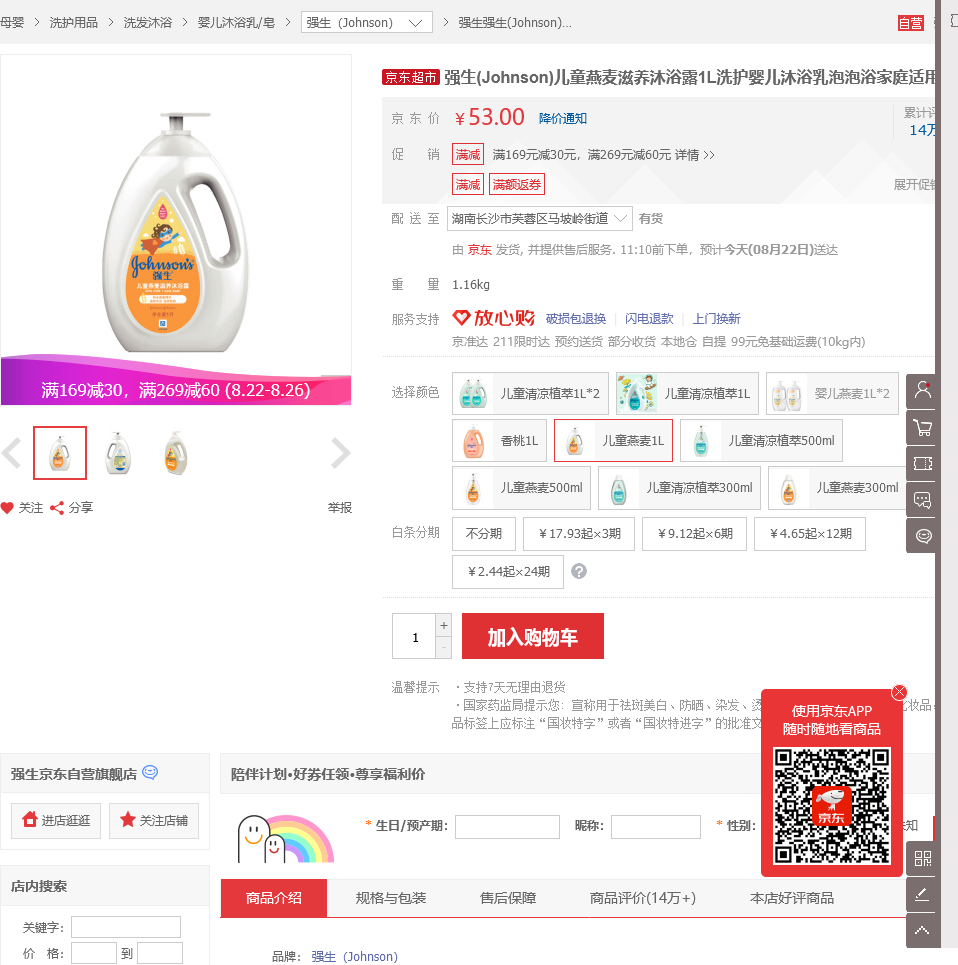 母婴 > 洗护用品 > 洗发沐浴 > 婴儿沐浴乳/皂 > 强生（Johnson） > 强生强生(Johnson)...
自营
京东超市 强生(Johnson)儿童燕麦滋养沐浴露1L洗护婴儿沐浴乳泡泡浴家庭适用
京 东 价 ￥53.00 降价通知
累计评
14万
促 销 满减 满169元减30元，满269元减60元 详情 >>
满减 满额返券
展开促销
配 送 至 湖南长沙市芙蓉区马坡岭街道 有货
由 京东 发货, 并提供售后服务. 11:10前下单，预计今天(08月22日)送达
重 量 1.16kg
服务支持 放心购 破损包退换 | 闪电退款 | 上门换新
京准达 211限时达 预约送货 部分收货 本地仓 自提 99元免基础运费(10kg内)
Johnson's
强生
儿童燕麦滋养沐浴露
满169减30，满269减60 (8.22-8.26)
选择颜色 儿童清凉植萃1L*2 儿童清凉植萃1L 婴儿燕麦1L*2
香桃1L 儿童燕麦1L 儿童清凉植萃500ml
儿童燕麦500ml 儿童清凉植萃300ml 儿童燕麦300ml
关注 分享 举报
白条分期 不分期 ￥17.93起×3期 ￥9.12起×6期 ￥4.65起×12期
￥2.44起×24期 ?
1 + - 加入购物车
温馨提示 ·支持7天无理由退货
·国家药监局提示您：宣称用于祛斑美白、防晒、染发、烫 化妆品
品标签上应标注“国妆特字”或者“国妆特进字”的批准文
使用京东APP
随时随地看商品
京东
强生京东自营旗舰店
进店逛逛 关注店铺
陪伴计划•好券任领•尊享福利价
* 生日/预产期： 昵称： * 性别： 未知
店内搜索
关键字：
价 格： 到
商品介绍 规格与包装 售后保障 商品评价(14万+) 本店好评商品
品牌： 强生（Johnson）